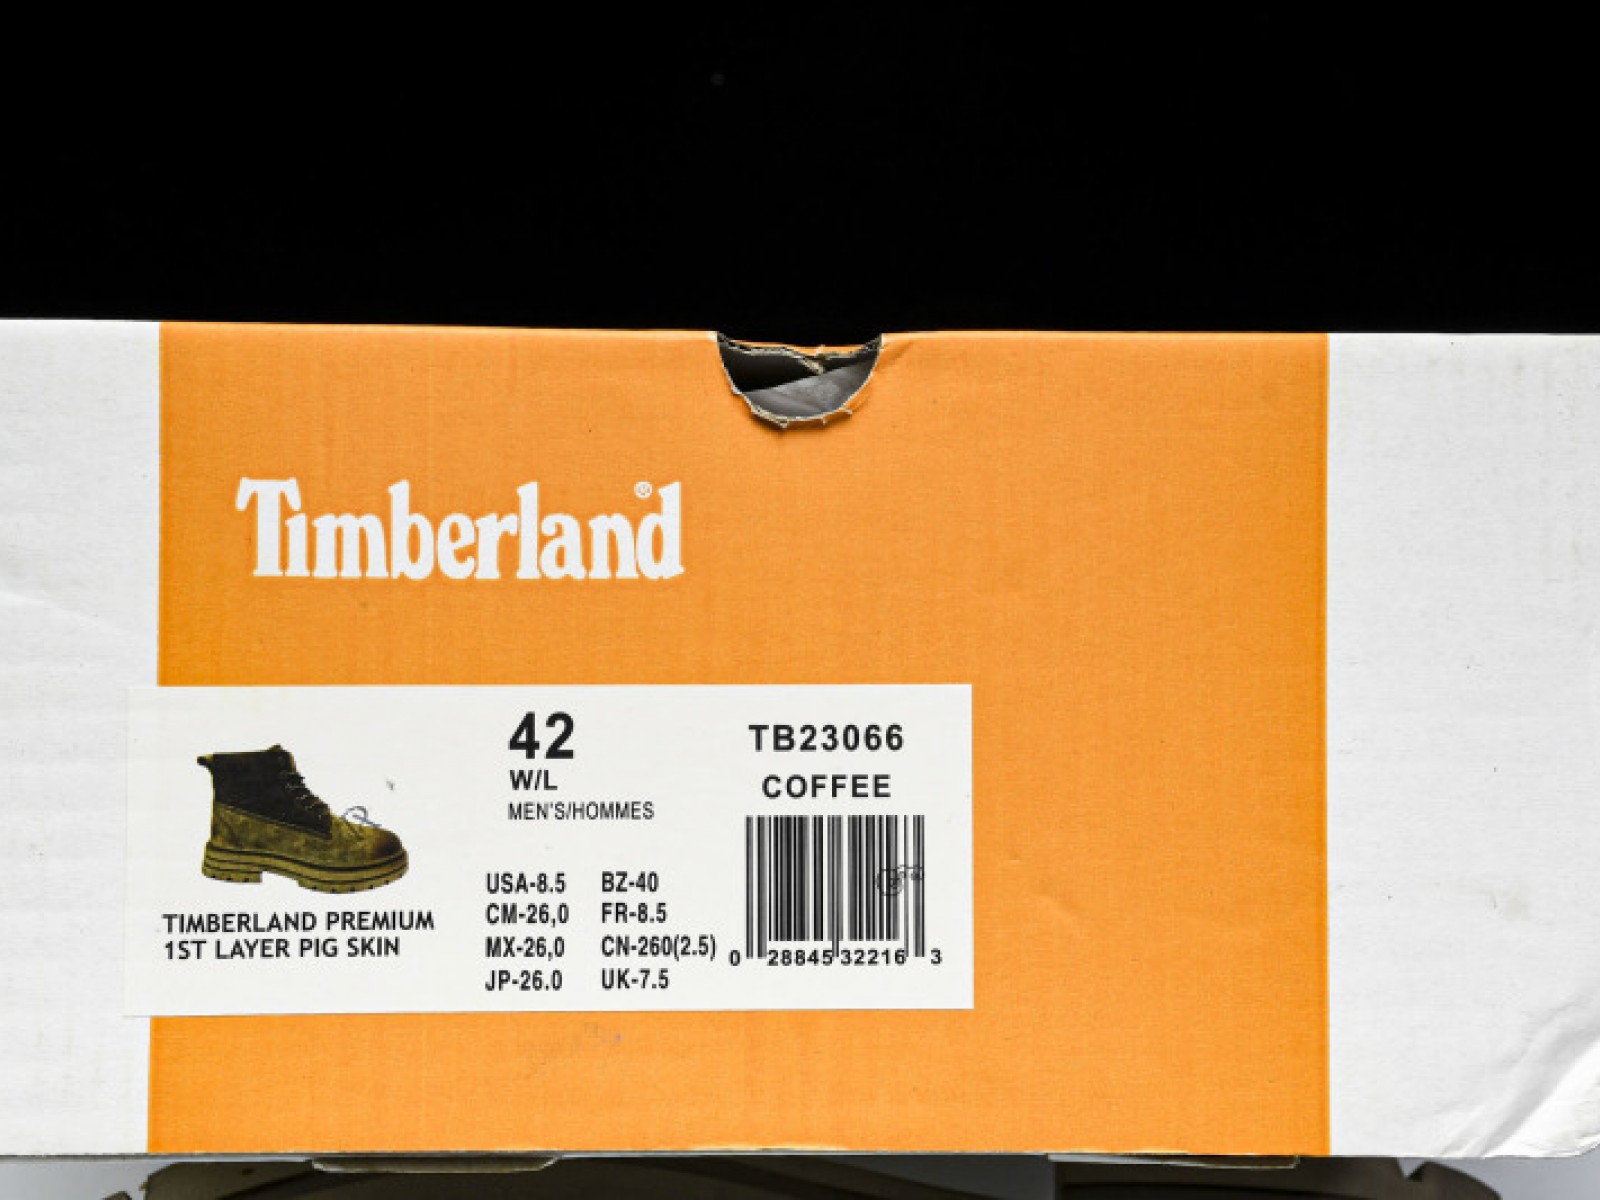 Timberland®
42
W/L
MEN'S/HOMMES
TB23066
COFFEE
TIMBERLAND PREMIUM
1ST LAYER PIG SKIN
USA-8.5 BZ-40
CM-26,0 FR-8.5
MX-26,0 CN-260(2.5)
JP-26.0 UK-7.5
0 28845 32216 3